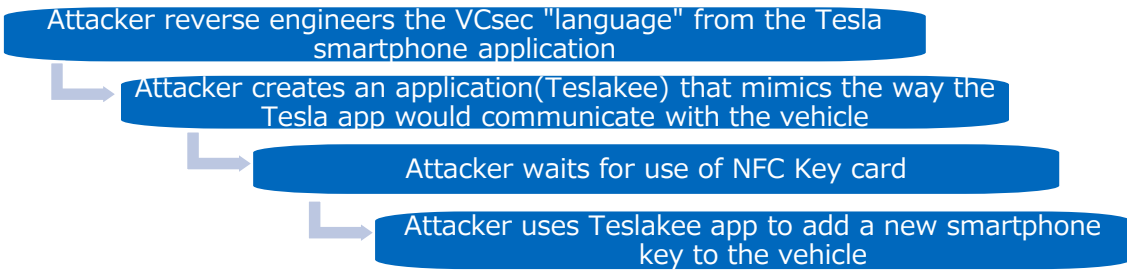 Attacker reverse engineers the VCsec "language" from the Tesla
smartphone application
Attacker creates an application(Teslakee) that mimics the way the
Tesla app would communicate with the vehicle
Attacker waits for use of NFC Key card
Attacker uses Teslakee app to add a new smartphone
key to the vehicle